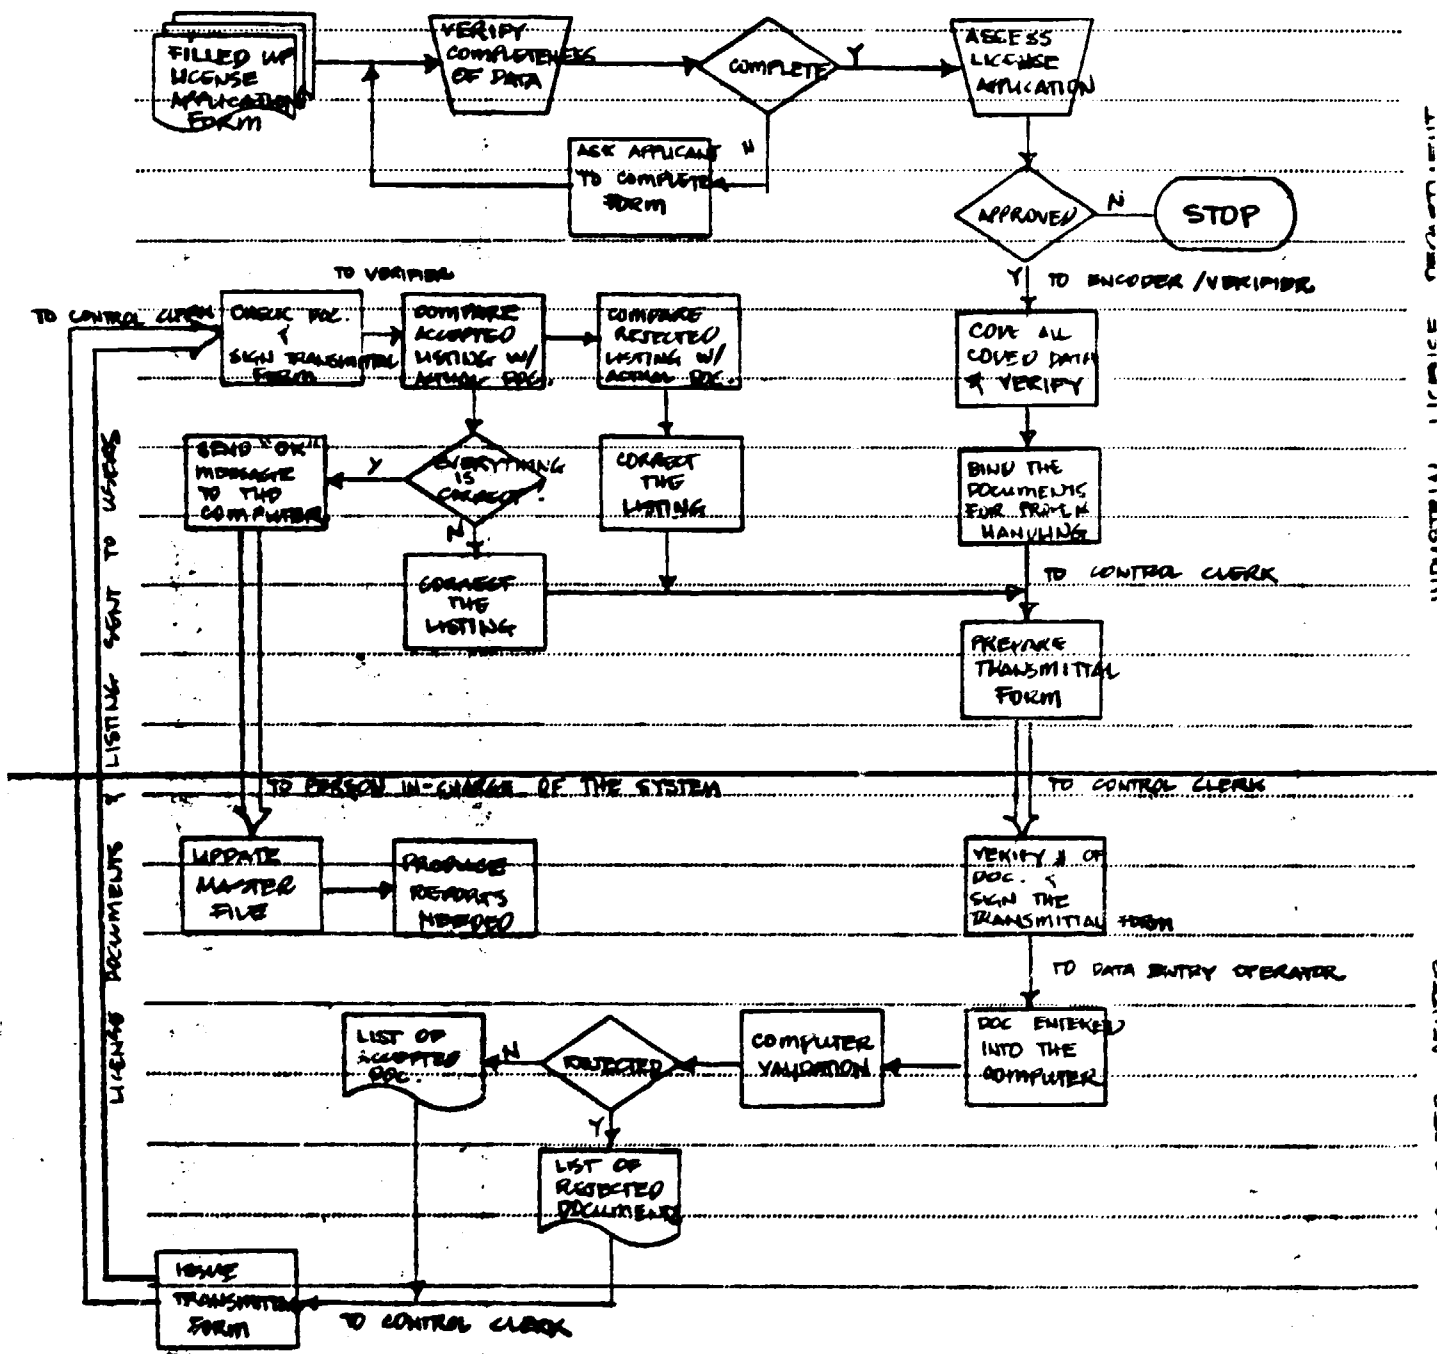 FILLED UP
LICENSE
APPLICATION
FORM
VERIFY
COMPLETENESS
OF DATA
COMPLETE
Y
ASCESS
LICENSE
APPLICATION
N
ASK APPLICANT
TO COMPLETE
FORM
APPROVED
N
STOP
Y
TO ENCODER/VERIFIER
INDUSTRIAL LICENSE DEPARTMENT
TO VERIFIER
TO CONTROL CLERK
CHECK DOC.
&
SIGN TRANSMITTAL
FORM
COMPARE
ACCEPTED
LISTING W/
ACTUAL DOC.
COMPARE
REJECTED
LISTING W/
ACTUAL DOC.
CODE ALL
CODED DATA
& VERIFY
SEND "OK"
MESSAGE
TO THE
COMPUTER
Y
EVERYTHING
IS
CORRECT?
N
CORRECT
THE
LISTING
BIND THE
DOCUMENTS
FOR PROPER
HANDLING
TO CONTROL CLERK
CORRECT
THE
LISTING
PREPARE
TRANSMITTAL
FORM
LICENSE DOCUMENTS & LISTING SENT TO USERS
TO PERSON IN-CHARGE OF THE SYSTEM
TO CONTROL CLERK
UPDATE
MASTER
FILE
PRODUCE
REPORTS
NEEDED
VERIFY # OF
DOC. &
SIGN THE
TRANSMITTAL FORM
TO DATA ENTRY OPERATOR
LIST OF
ACCEPTED
DOC.
N
REJECTED
COMPUTER
VALIDATION
DOC ENTERED
INTO THE
COMPUTER
Y
LIST OF
REJECTED
DOCUMENTS
ISSUE
TRANSMITTAL
FORM
TO CONTROL CLERK